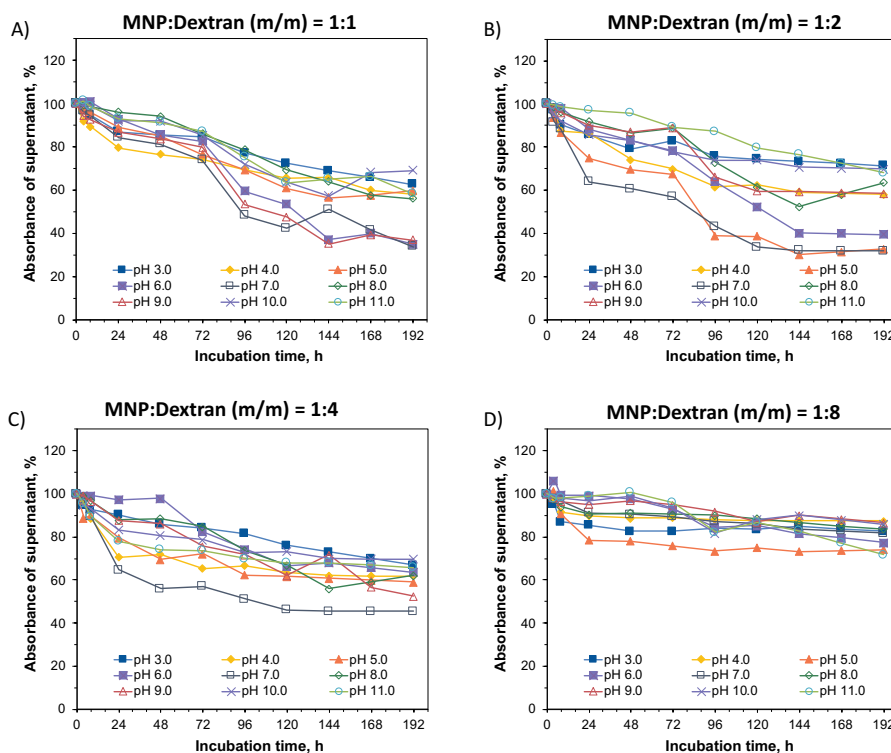 A)
MNP:Dextran (m/m) = 1:1
Absorbance of supernatant, %
120
100
80
60
40
20
0
pH 3.0 pH 4.0 pH 5.0
pH 6.0 pH 7.0 pH 8.0
pH 9.0 pH 10.0 pH 11.0
0 24 48 72 96 120 144 168 192
Incubation time, h
B)
MNP:Dextran (m/m) = 1:2
Absorbance of supernatant, %
120
100
80
60
40
20
0
pH 3.0 pH 4.0 pH 5.0
pH 6.0 pH 7.0 pH 8.0
pH 9.0 pH 10.0 pH 11.0
0 24 48 72 96 120 144 168 192
Incubation time, h
C)
MNP:Dextran (m/m) = 1:4
Absorbance of supernatant, %
120
100
80
60
40
20
0
pH 3.0 pH 4.0 pH 5.0
pH 6.0 pH 7.0 pH 8.0
pH 9.0 pH 10.0 pH 11.0
0 24 48 72 96 120 144 168 192
Incubation time, h
D)
MNP:Dextran (m/m) = 1:8
Absorbance of supernatant, %
120
100
80
60
40
20
0
pH 3.0 pH 4.0 pH 5.0
pH 6.0 pH 7.0 pH 8.0
pH 9.0 pH 10.0 pH 11.0
0 24 48 72 96 120 144 168 192
Incubation time, h